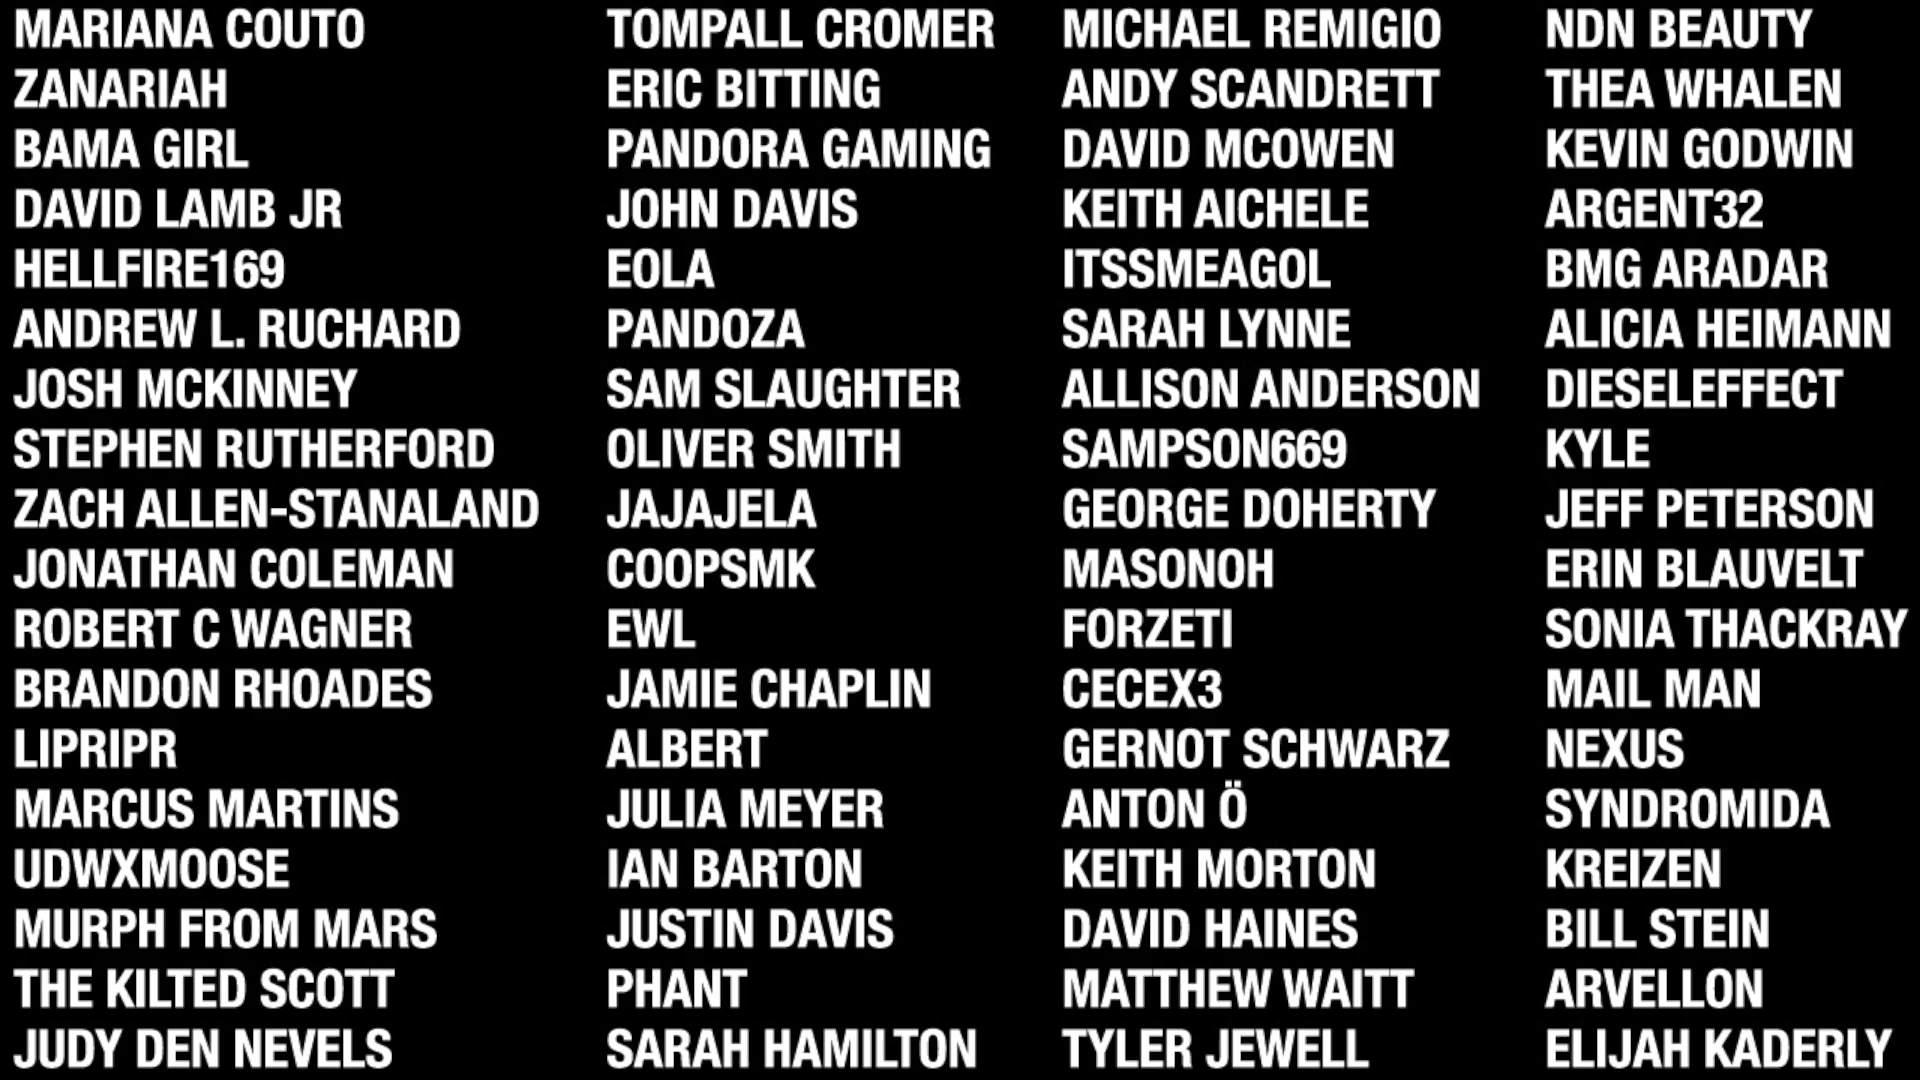 MARIANA COUTO
ZANARIAH
BAMA GIRL
DAVID LAMB JR
HELLFIRE169
ANDREW L. RUCHARD
JOSH MCKINNEY
STEPHEN RUTHERFORD
ZACH ALLEN-STANALAND
JONATHAN COLEMAN
ROBERT C WAGNER
BRANDON RHOADES
LIPRIPR
MARCUS MARTINS
UDWXMOOSE
MURPH FROM MARS
THE KILTED SCOTT
JUDY DEN NEVELS
TOMPALL CROMER
ERIC BITTING
PANDORA GAMING
JOHN DAVIS
EOLA
PANDOZA
SAM SLAUGHTER
OLIVER SMITH
JAJAJELA
COOPSMK
EWL
JAMIE CHAPLIN
ALBERT
JULIA MEYER
IAN BARTON
JUSTIN DAVIS
PHANT
SARAH HAMILTON
MICHAEL REMIGIO
ANDY SCANDRETT
DAVID MCOWEN
KEITH AICHELE
ITSSMEAGOL
SARAH LYNNE
ALLISON ANDERSON
SAMPSON669
GEORGE DOHERTY
MASONOH
FORZETI
CECEX3
GERNOT SCHWARZ
ANTON Ö
KEITH MORTON
DAVID HAINES
MATTHEW WAITT
TYLER JEWELL
NDN BEAUTY
THEA WHALEN
KEVIN GODWIN
ARGENT32
BMG ARADAR
ALICIA HEIMANN
DIESELEFFECT
KYLE
JEFF PETERSON
ERIN BLAUVELT
SONIA THACKRAY
MAIL MAN
NEXUS
SYNDROMIDA
KREIZEN
BILL STEIN
ARVELLON
ELIJAH KADERLY